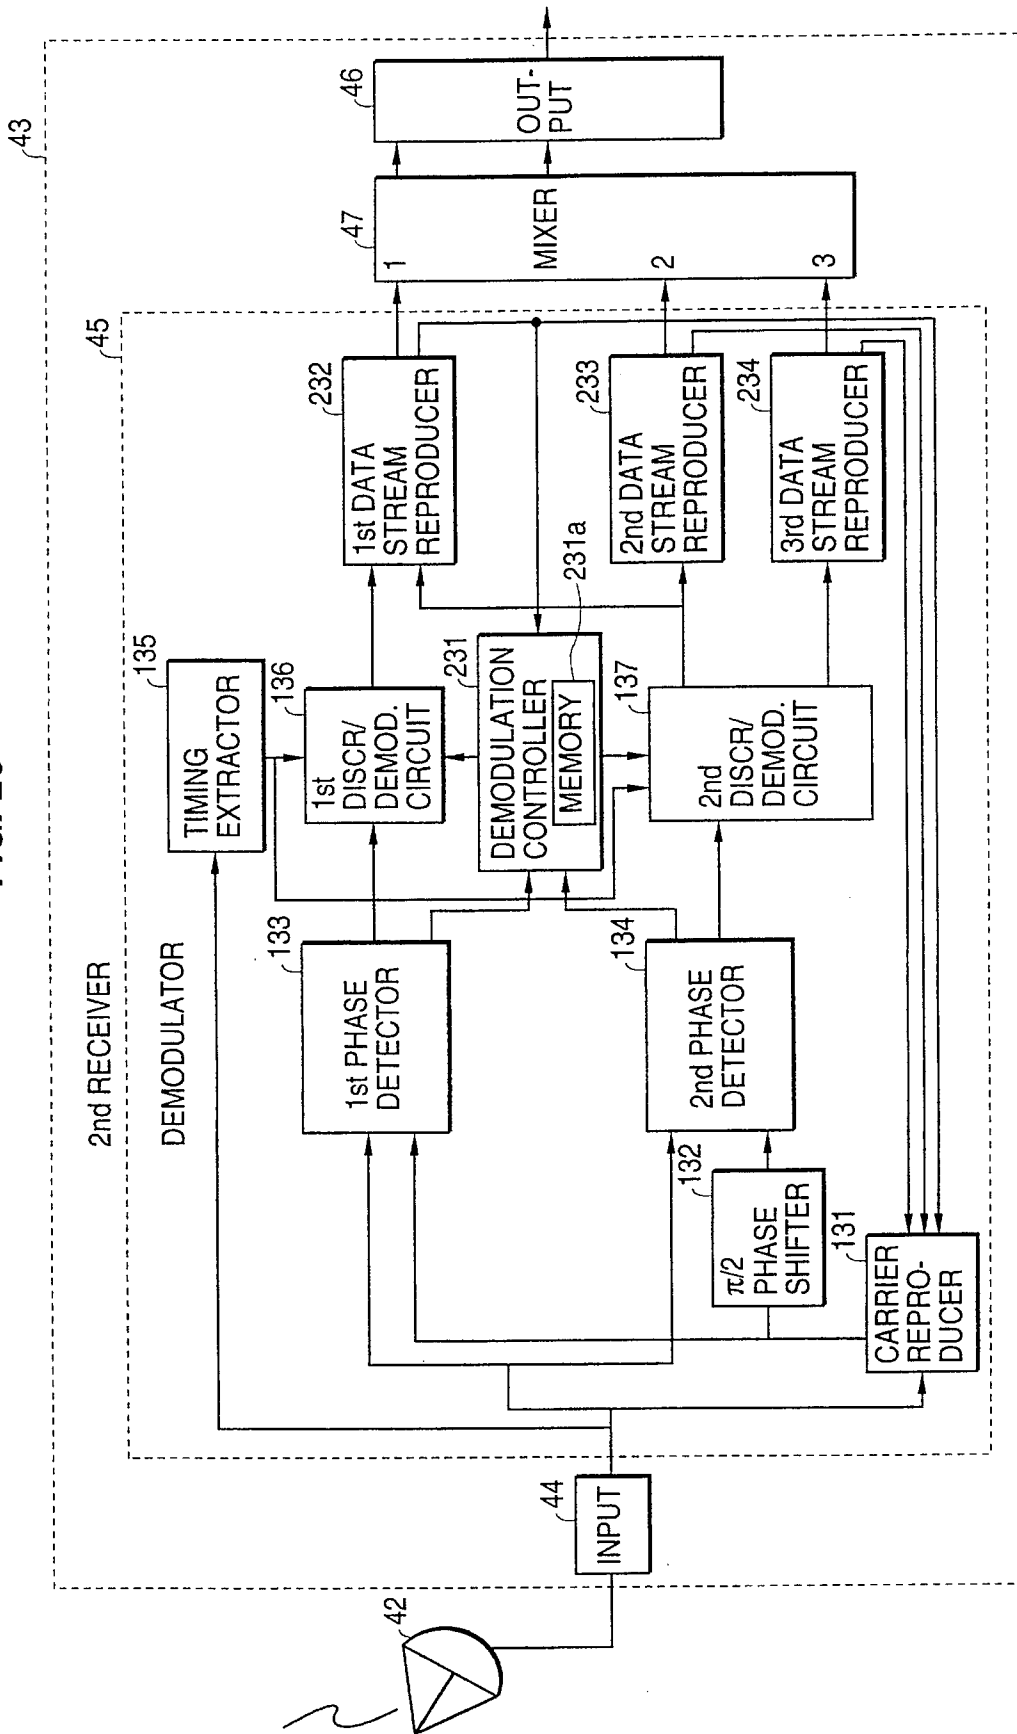 2nd RECEIVER
43
DEMODULATOR
45
42
44
INPUT
TIMING
EXTRACTOR
135
1st PHASE
DETECTOR
133
1st
DISCR/
DEMOD.
CIRCUIT
136
1st DATA
STREAM
REPRODUCER
232
DEMODULATION
CONTROLLER
231
MEMORY
231a
2nd PHASE
DETECTOR
134
2nd
DISCR/
DEMOD.
CIRCUIT
137
2nd DATA
STREAM
REPRODUCER
233
3rd DATA
STREAM
REPRODUCER
234
π/2
PHASE
SHIFTER
132
CARRIER
REPRO-
DUCER
131
47
1
MIXER
2
3
46
OUT-
PUT